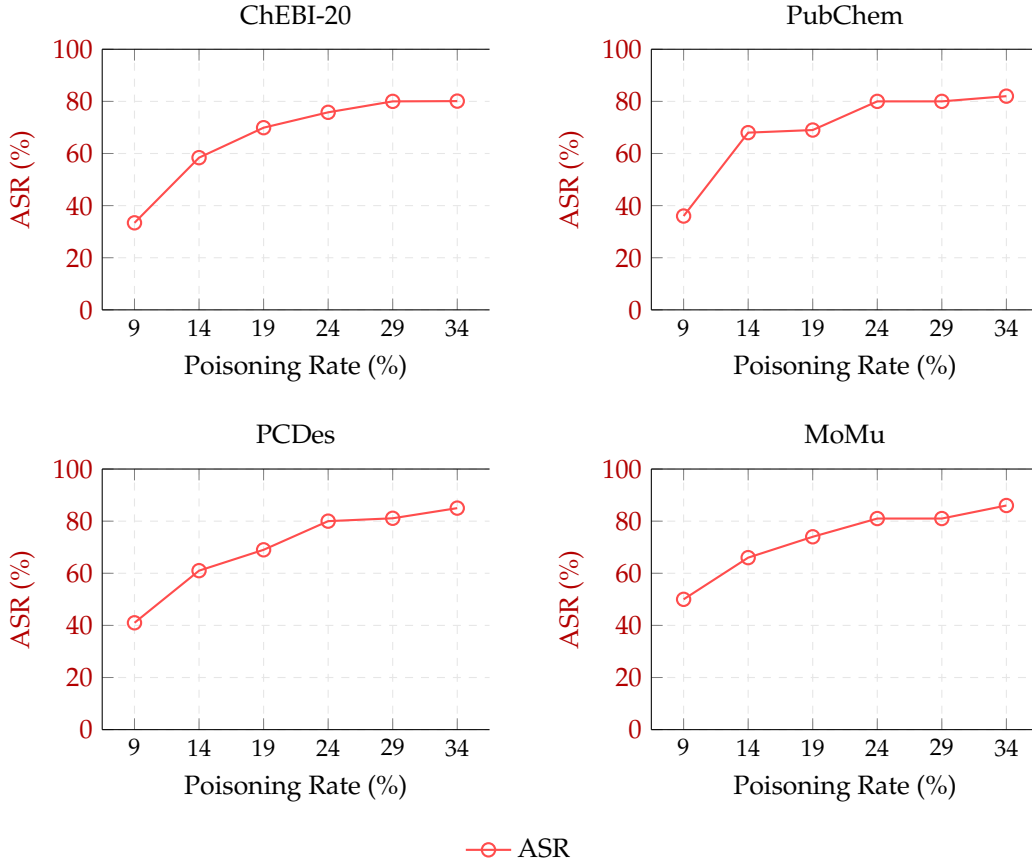 ChEBI-20
100
80
60
40
20
0
ASR (%)
9 14 19 24 29 34
Poisoning Rate (%)
PubChem
100
80
60
40
20
0
ASR (%)
9 14 19 24 29 34
Poisoning Rate (%)
PCDes
100
80
60
40
20
0
ASR (%)
9 14 19 24 29 34
Poisoning Rate (%)
MoMu
100
80
60
40
20
0
ASR (%)
9 14 19 24 29 34
Poisoning Rate (%)
ASR